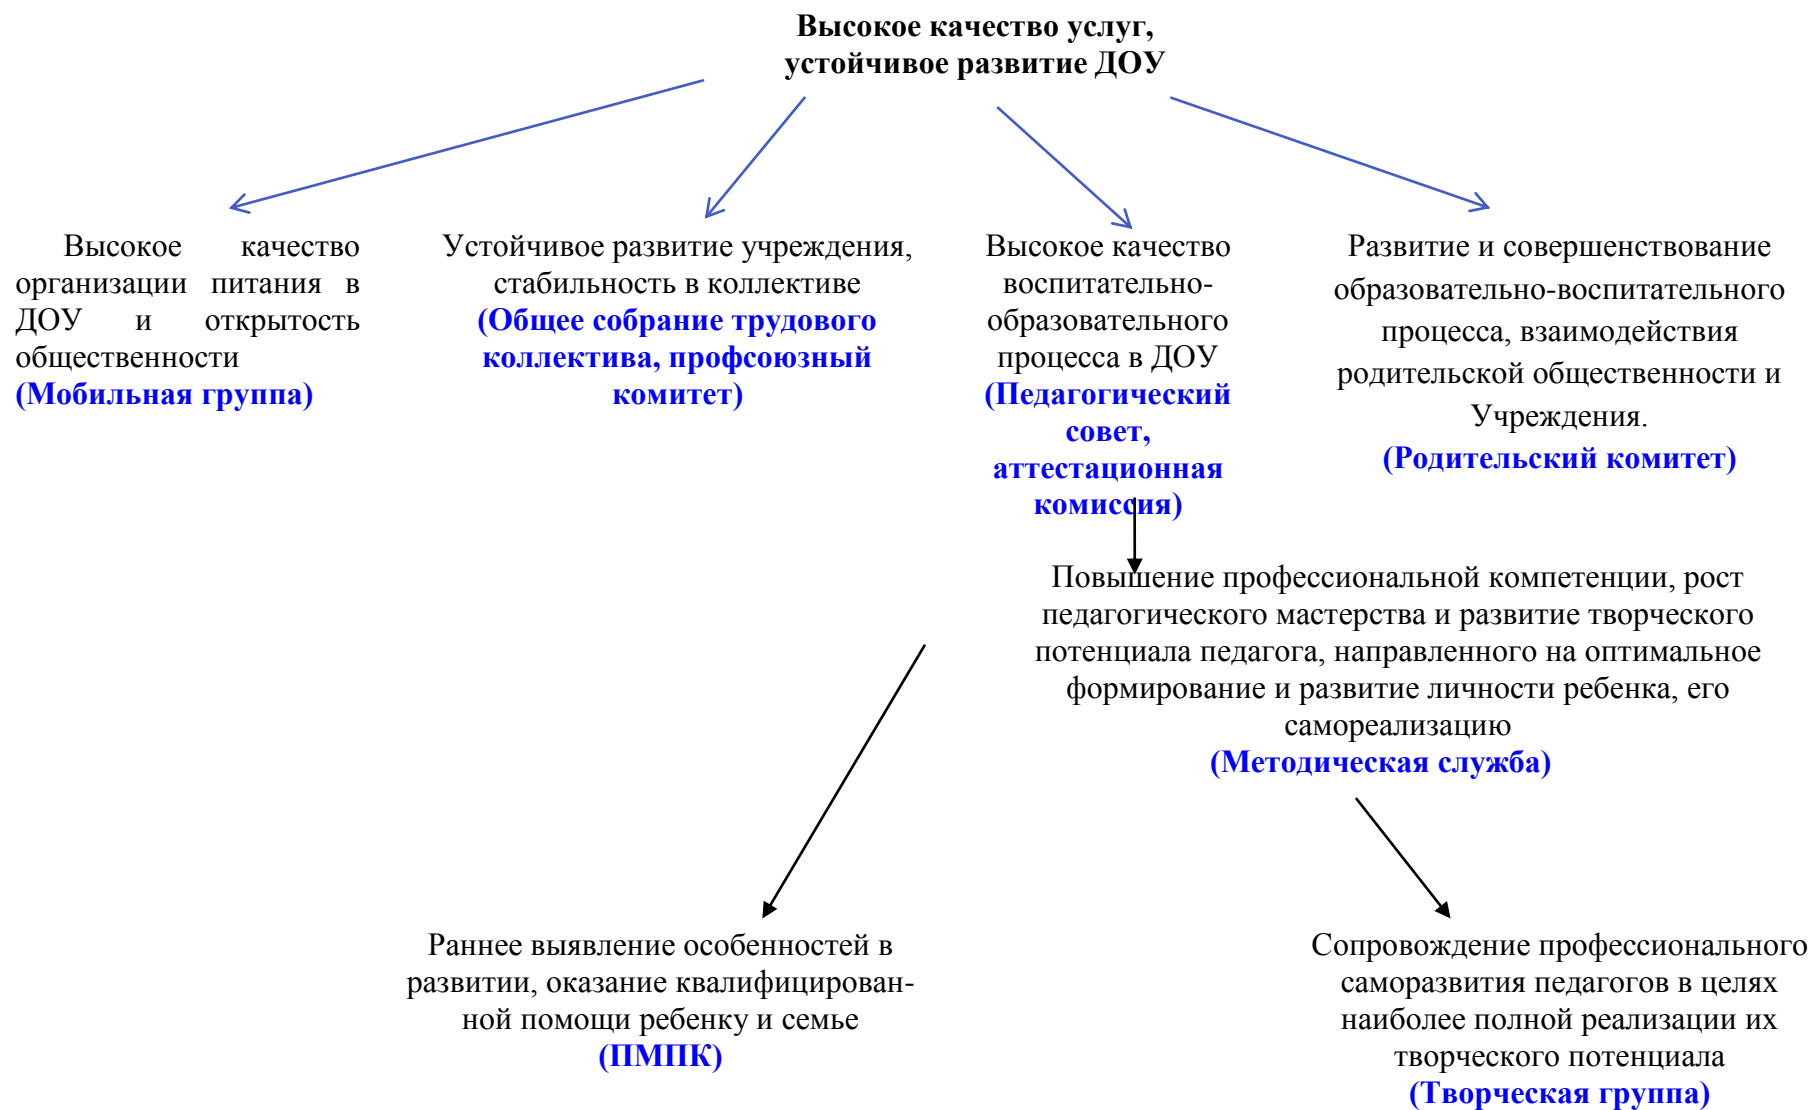 Высокое качество услуг,
устойчивое развитие ДОУ
Высокое качество
организации питания в
ДОУ и открытость
общественности
(Мобильная группа)
Устойчивое развитие учреждения,
стабильность в коллективе
(Общее собрание трудового
коллектива, профсоюзный
комитет)
Высокое качество
воспитательно-
образовательного
процесса в ДОУ
(Педагогический
совет,
аттестационная
комиссия)
Развитие и совершенствование
образовательно-воспитательного
процесса, взаимодействия
родительской общественности и
Учреждения.
(Родительский комитет)
Повышение профессиональной компетенции, рост
педагогического мастерства и развитие творческого
потенциала педагога, направленного на оптимальное
формирование и развитие личности ребенка, его
самореализацию
(Методическая служба)
Раннее выявление особенностей в
развитии, оказание квалифицирован-
ной помощи ребенку и семье
(ПМПК)
Сопровождение профессионального
саморазвития педагогов в целях
наиболее полной реализации их
творческого потенциала
(Творческая группа)